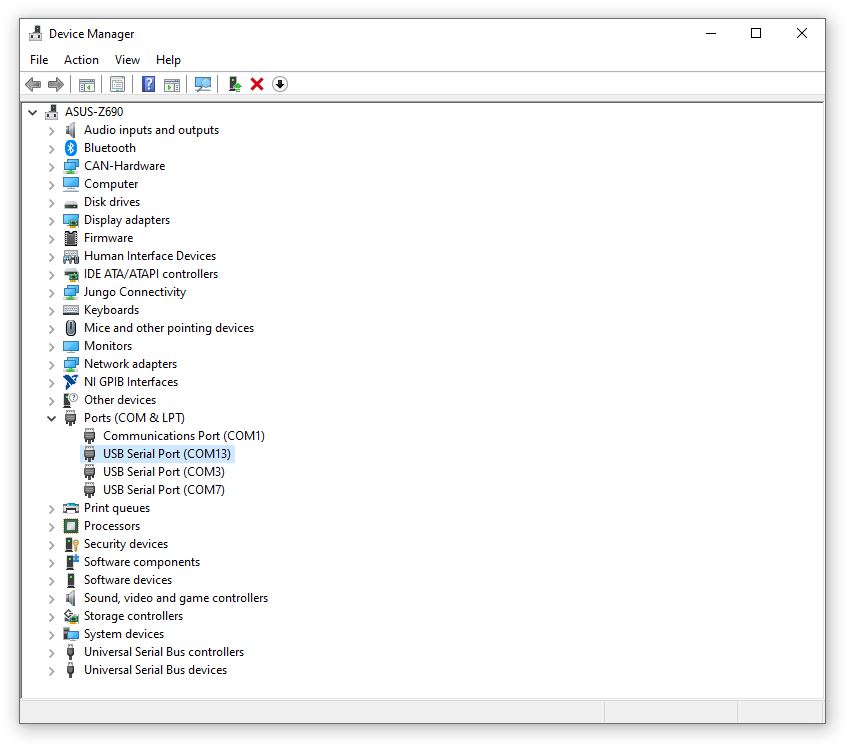 Device Manager
File Action View Help
?
ASUS-Z690
Audio inputs and outputs
Bluetooth
CAN-Hardware
Computer
Disk drives
Display adapters
Firmware
Human Interface Devices
IDE ATA/ATAPI controllers
Jungo Connectivity
Keyboards
Mice and other pointing devices
Monitors
Network adapters
NI GPIB Interfaces
Other devices
Ports (COM & LPT)
Communications Port (COM1)
USB Serial Port (COM13)
USB Serial Port (COM3)
USB Serial Port (COM7)
Print queues
Processors
Security devices
Software components
Software devices
Sound, video and game controllers
Storage controllers
System devices
Universal Serial Bus controllers
Universal Serial Bus devices